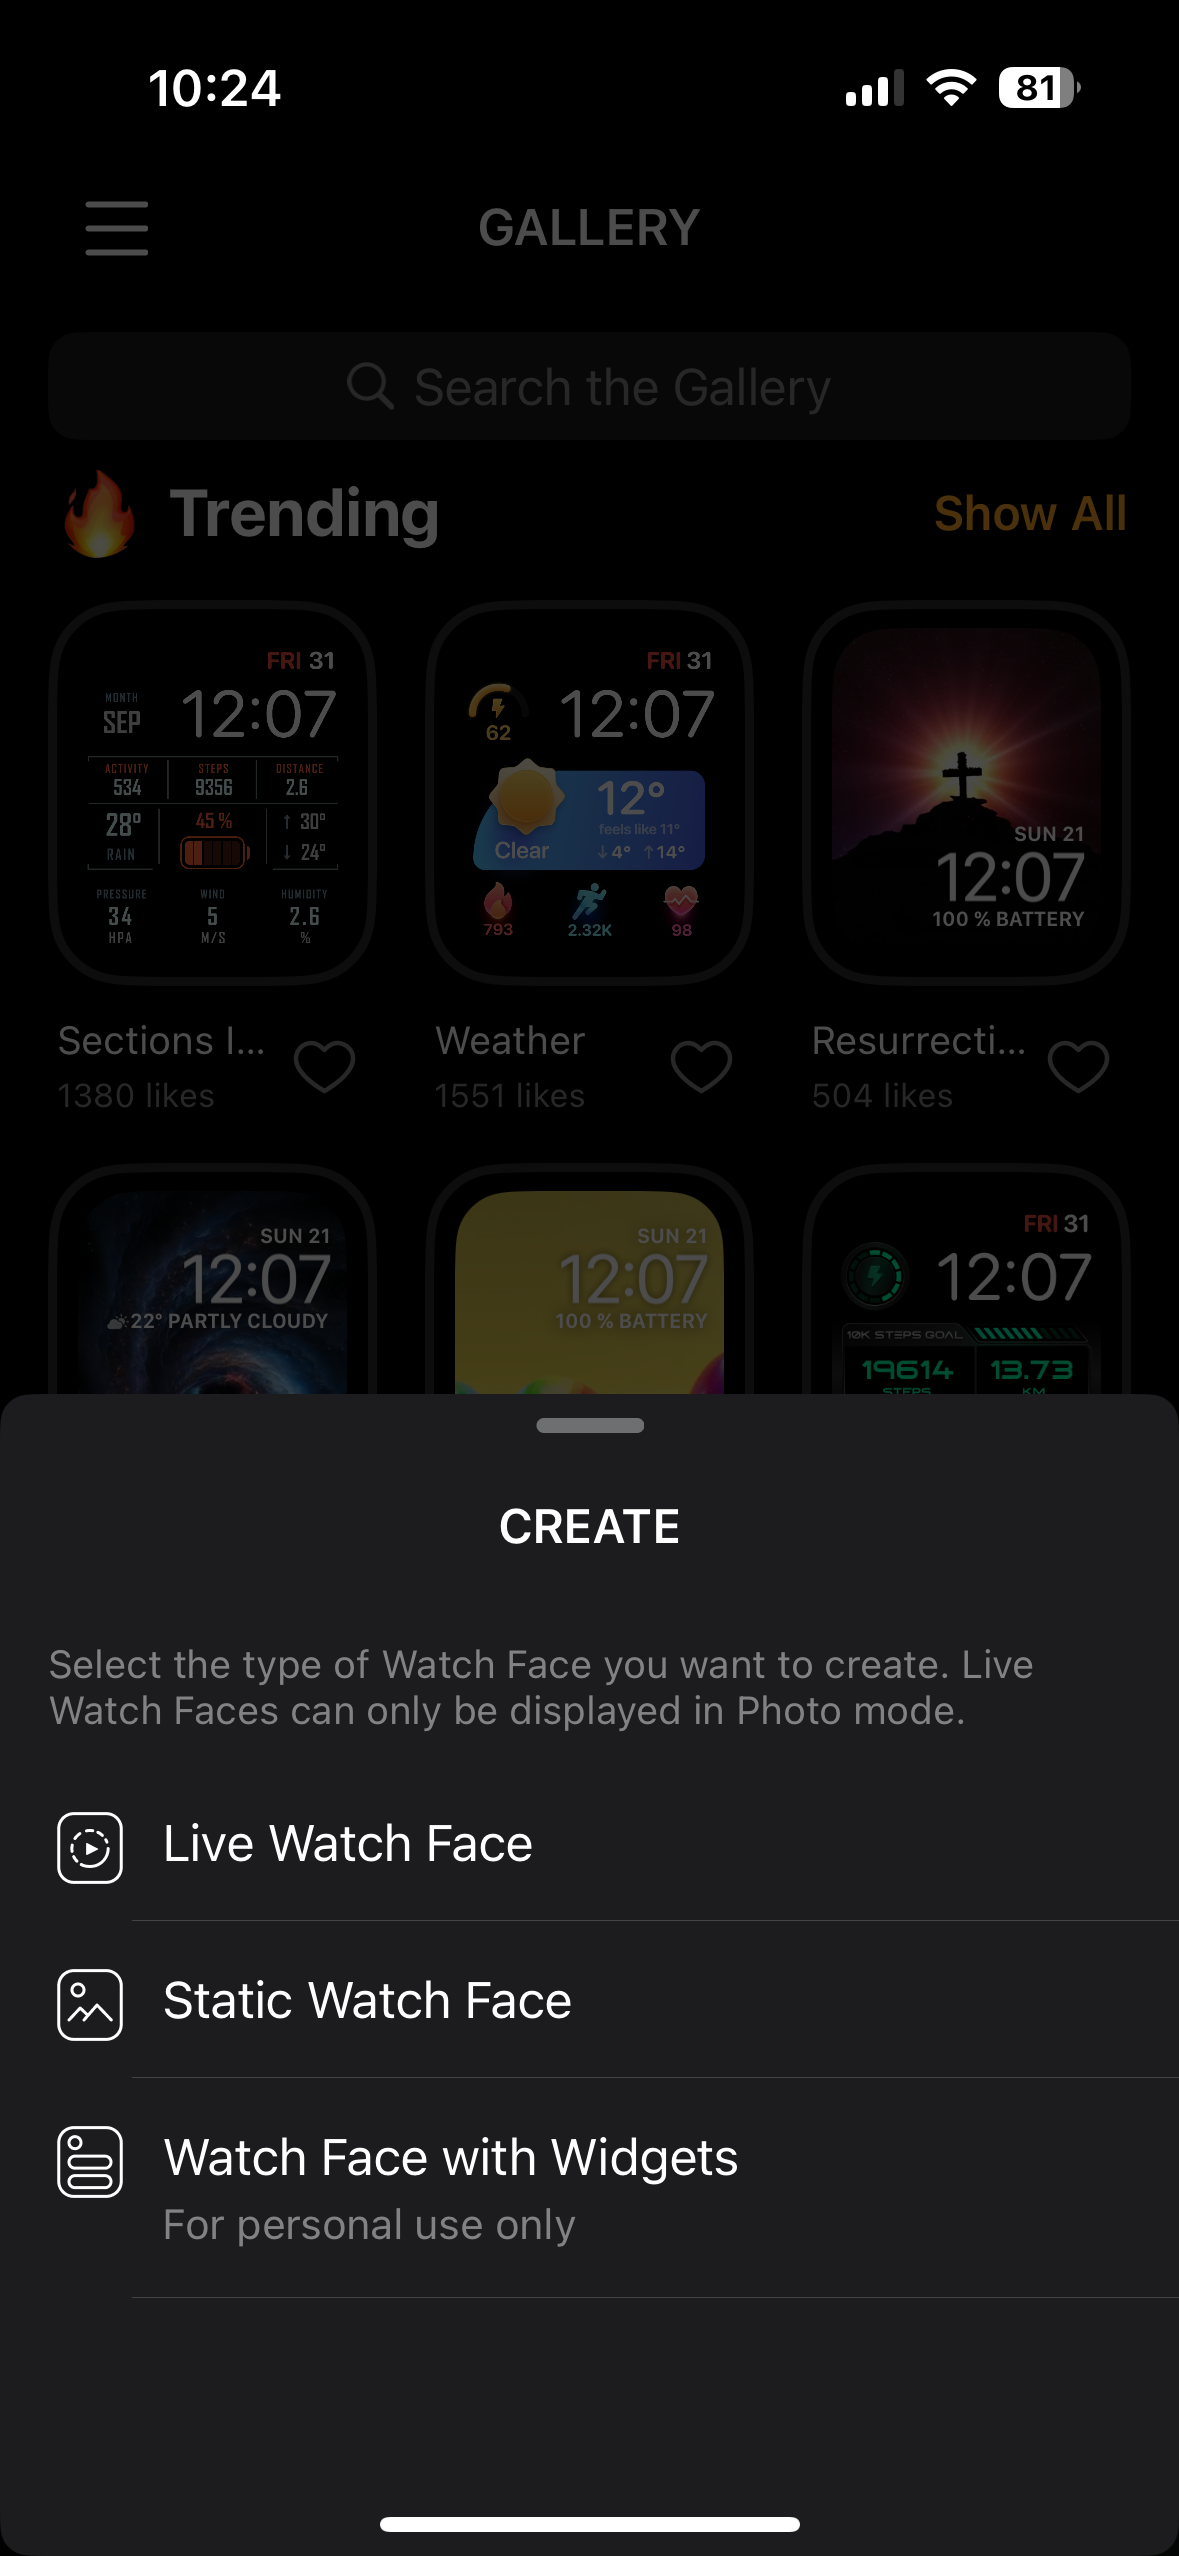 10:24
81
GALLERY
Search the Gallery
Trending
Show All
FRI 31
MONTH
SEP
12:07
ACTIVITY STEPS DISTANCE
534 9356 2.6
28° 45 % ↑ 30°
RAIN ↓ 24°
PRESSURE WIND HUMIDITY
34 5 2.6
HPA M/S %
FRI 31
62
12:07
12°
feels like 11°
Clear ↓4° ↑14°
793 2.32K 98
SUN 21
12:07
100 % BATTERY
Sections I...
1380 likes
Weather
1551 likes
Resurrecti...
504 likes
SUN 21
12:07
22° PARTLY CLOUDY
SUN 21
12:07
100 % BATTERY
FRI 31
12:07
10K STEPS GOAL
19614 13.73
STEPS KM
CREATE
Select the type of Watch Face you want to create. Live
Watch Faces can only be displayed in Photo mode.
Live Watch Face
Static Watch Face
Watch Face with Widgets
For personal use only